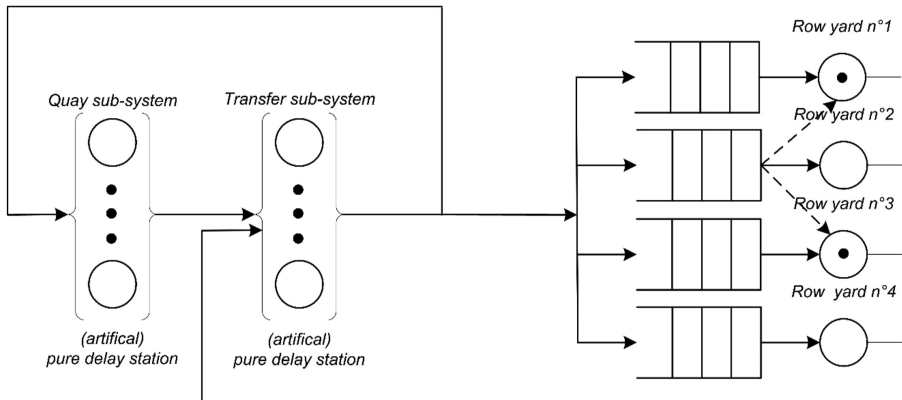 Quay sub-system
Transfer sub-system
(artifical)
pure delay station
(artifical)
pure delay station
Row yard n°1
Row yard n°2
Row yard n°3
Row yard n°4